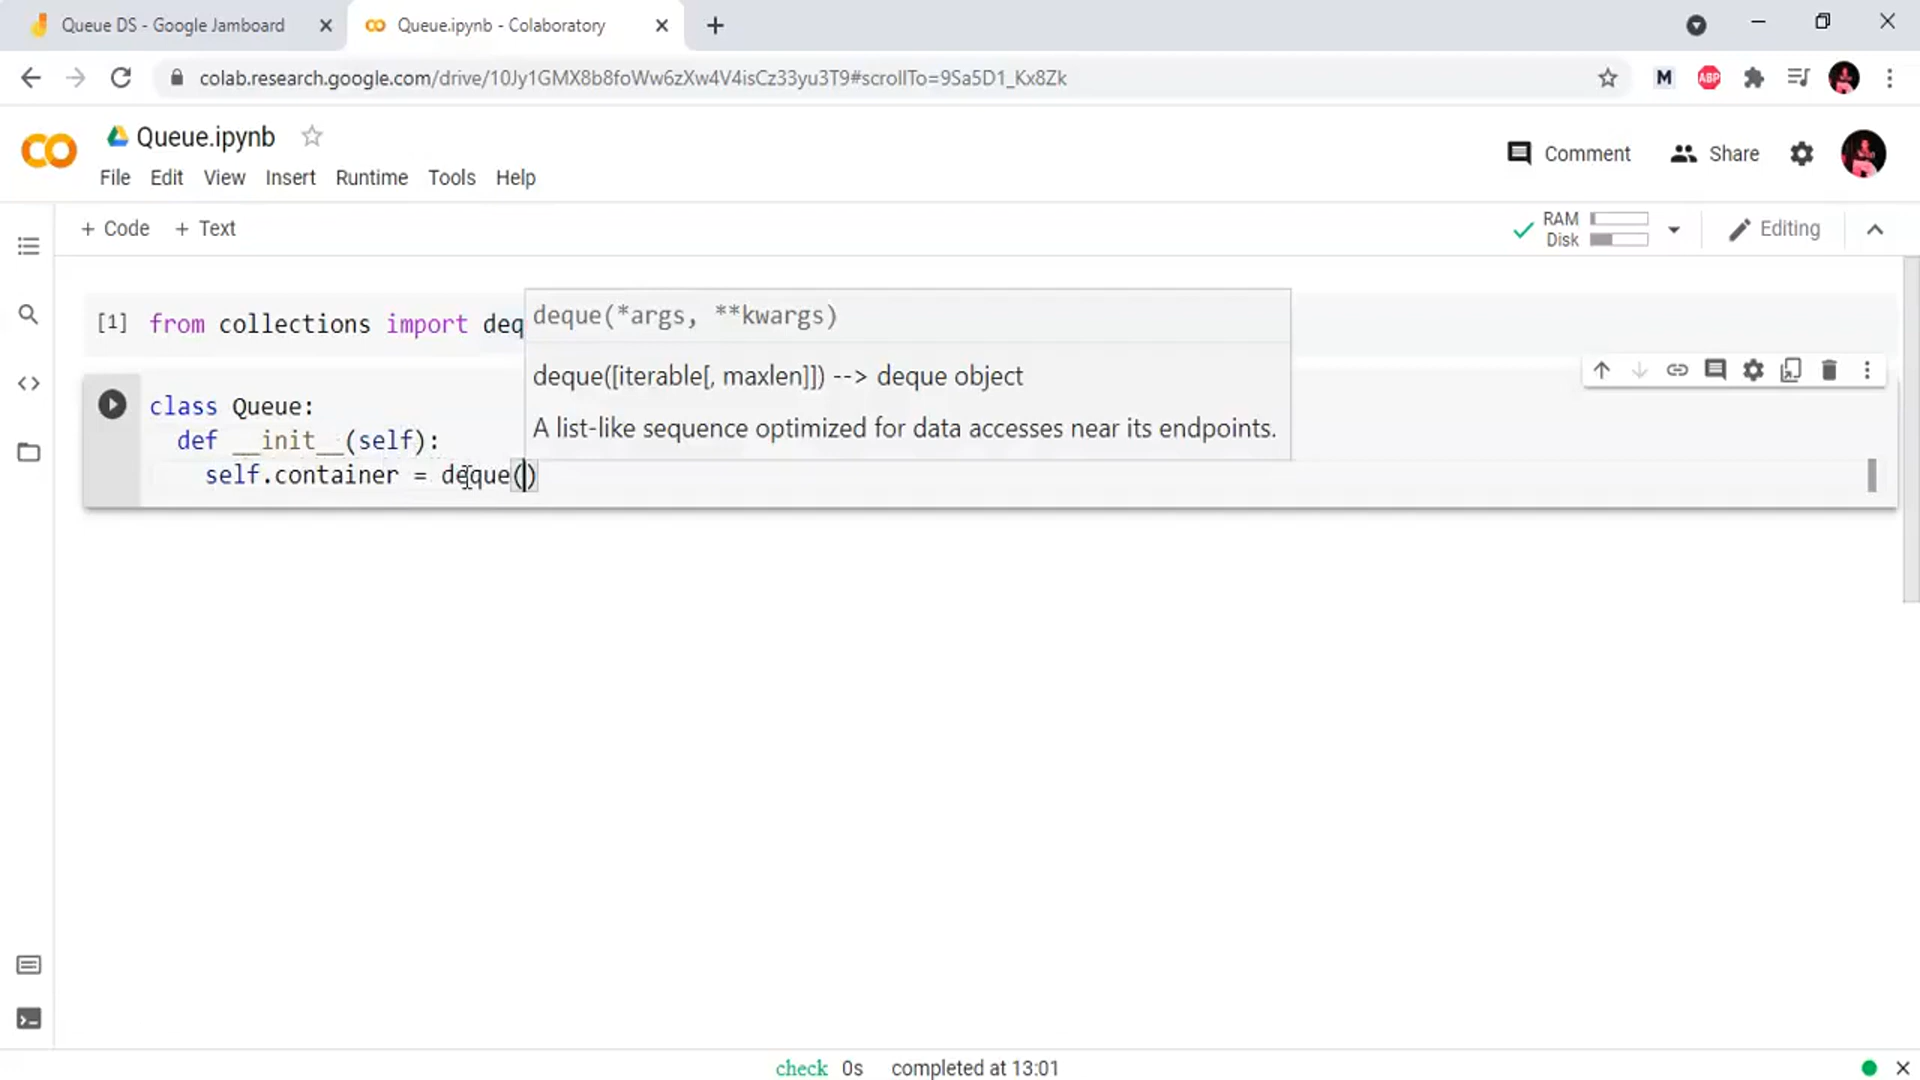 Queue DS - Google Jamboard
Queue.ipynb - Colaboratory
colab.research.google.com/drive/10Jy1GMX8b8foWw6zXw4V4isCz33yu3T9#scrollTo=9Sa5D1_Kx8Zk
M
ABP
Queue.ipynb
Comment
Share
File Edit View Insert Runtime Tools Help
+ Code + Text
RAM
Disk
Editing
[1] from collections import deq
deque(*args, **kwargs)
deque([iterable[, maxlen]]) --> deque object
A list-like sequence optimized for data accesses near its endpoints.
class Queue:
def __init__(self):
self.container = deque()
check 0s completed at 13:01